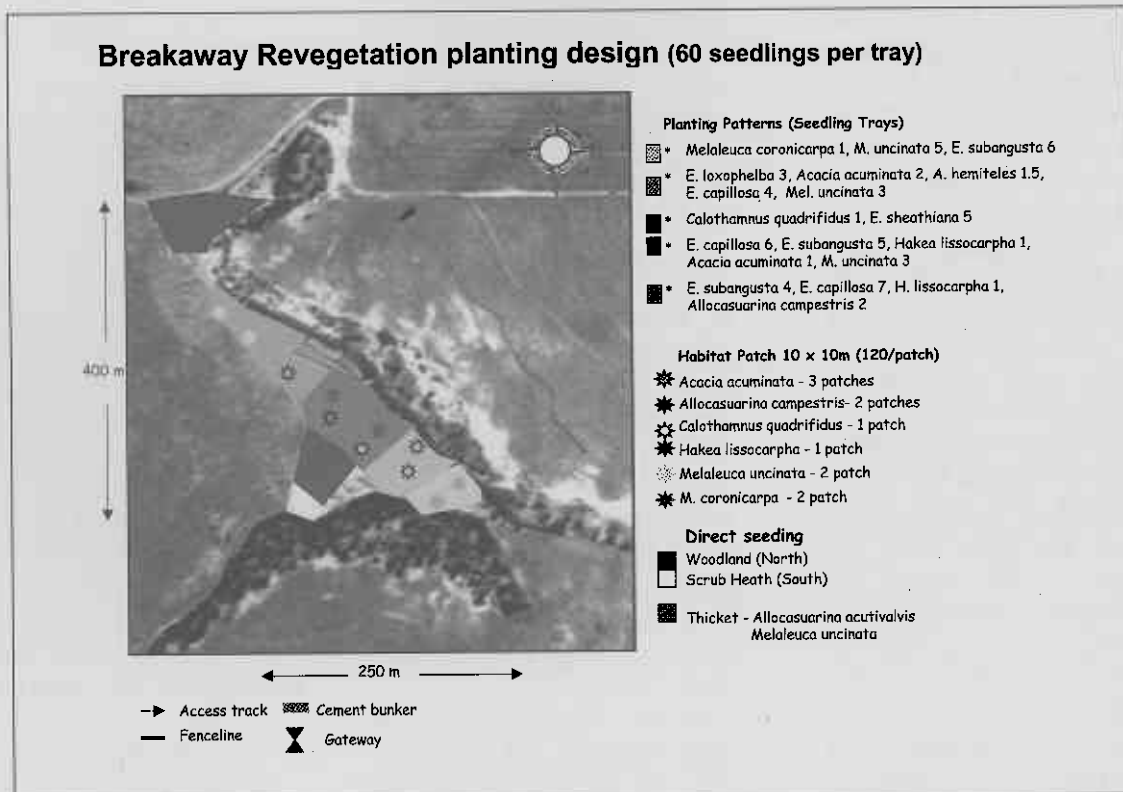 Breakaway Revegetation planting design (60 seedlings per tray)
Planting Patterns (Seedling Trays)
* Melaleuca coronicarpa 1, M. uncinata 5, E. subangusta 6
* E. loxophelba 3, Acacia acuminata 2, A. hemiteles 1.5,
E. capillosa 4, Mel. uncinata 3
* Calothamnus quadrifidus 1, E. sheathiana 5
* E. capillosa 6, E. subangusta 5, Hakea lissocarpha 1,
Acacia acuminata 1, M. uncinata 3
* E. subangusta 4, E. capillosa 7, H. lissocarpha 1,
Allocasuarina campestris 2
Habitat Patch 10 x 10m (120/patch)
Acacia acuminata - 3 patches
Allocasuarina campestris- 2 patches
Calothamnus quadrifidus - 1 patch
Hakea lissocarpha - 1 patch
Melaleuca uncinata - 2 patch
M. coronicarpa - 2 patch
Direct seeding
Woodland (North)
Scrub Heath (South)
Thicket - Allocasuarina acutivalvis
Melaleuca uncinata
400 m
250 m
Access track
Cement bunker
Fenceline
Gateway